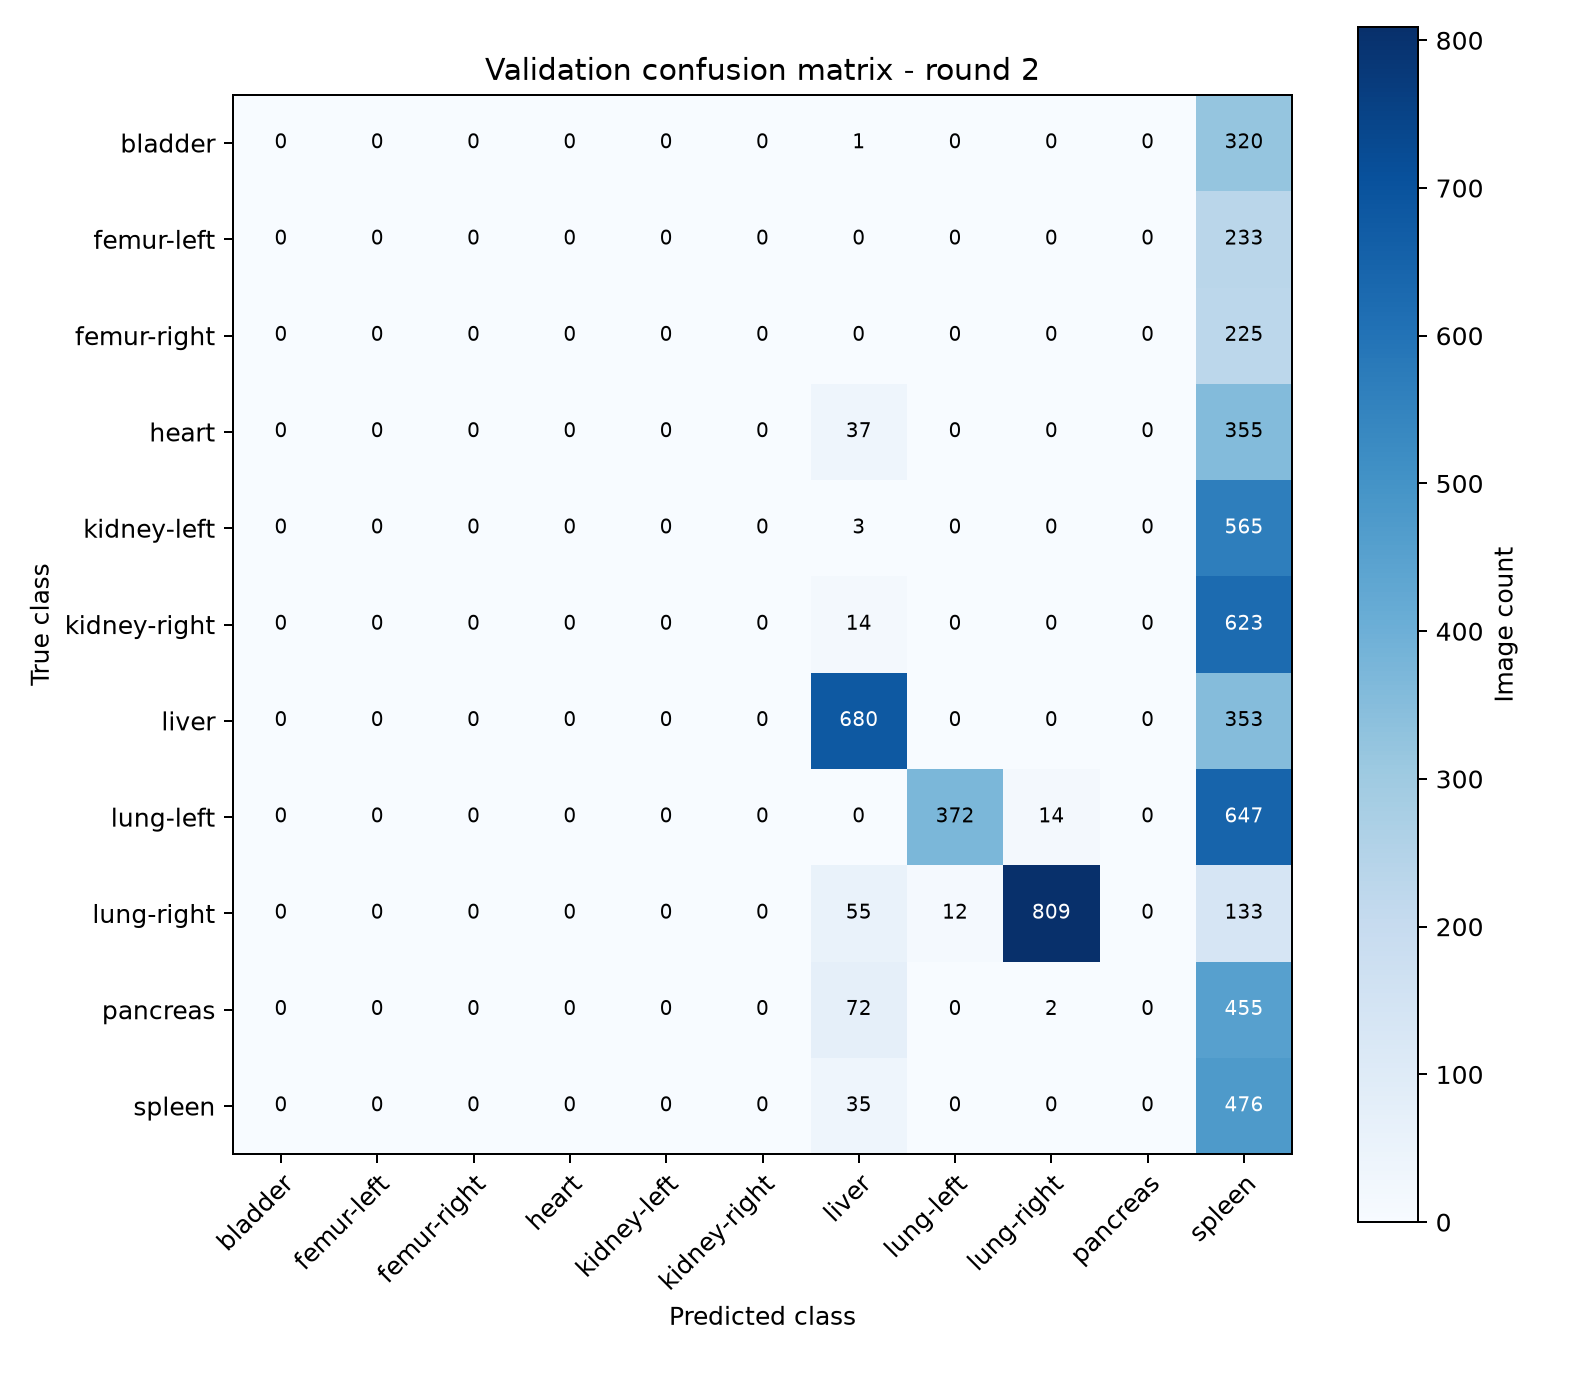 Validation confusion matrix - round 2
bladder 0 0 0 0 0 0 1 0 0 0 320
femur-left 0 0 0 0 0 0 0 0 0 0 233
femur-right 0 0 0 0 0 0 0 0 0 0 225
heart 0 0 0 0 0 0 37 0 0 0 355
kidney-left 0 0 0 0 0 0 3 0 0 0 565
kidney-right 0 0 0 0 0 0 14 0 0 0 623
liver 0 0 0 0 0 0 680 0 0 0 353
lung-left 0 0 0 0 0 0 0 372 14 0 647
lung-right 0 0 0 0 0 0 55 12 809 0 133
pancreas 0 0 0 0 0 0 72 0 2 0 455
spleen 0 0 0 0 0 0 35 0 0 0 476
bladder femur-left femur-right heart kidney-left kidney-right liver lung-left lung-right pancreas spleen
Predicted class
True class
800
700
600
500
400
300
200
100
0
Image count